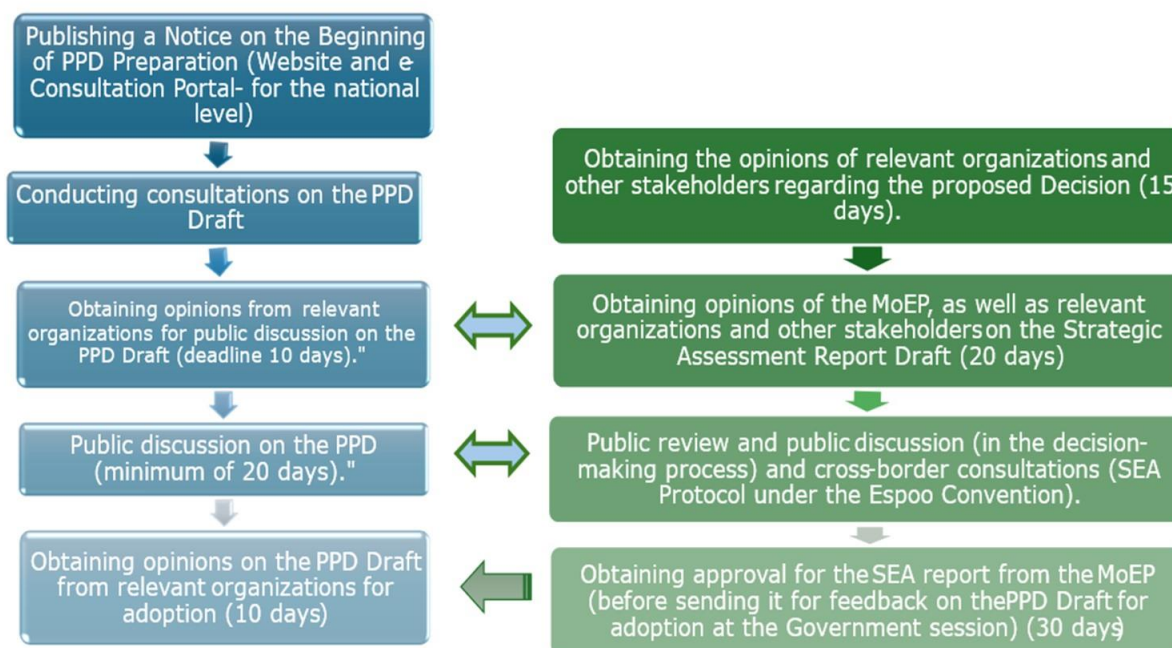 Publishing a Notice on the Beginning
of PPD Preparation (Website and e-
Consultation Portal- for the national
level)
Conducting consultations on the PPD
Draft
Obtaining opinions from relevant
organizations for public discussion on the
PPD Draft (deadline 10 days)."
Public discussion on the PPD
(minimum of 20 days)."
Obtaining opinions on the PPD Draft
from relevant organizations for
adoption (10 days)
Obtaining the opinions of relevant organizations and
other stakeholders regarding the proposed Decision (15
days).
Obtaining opinions of the MoEP, as well as relevant
organizations and other stakeholders on the Strategic
Assessment Report Draft (20 days)
Public review and public discussion (in the decision-
making process) and cross-border consultations (SEA
Protocol under the Espoo Convention).
Obtaining approval for the SEA report from the MoEP
(before sending it for feedback on the PPD Draft for
adoption at the Government session) (30 days)